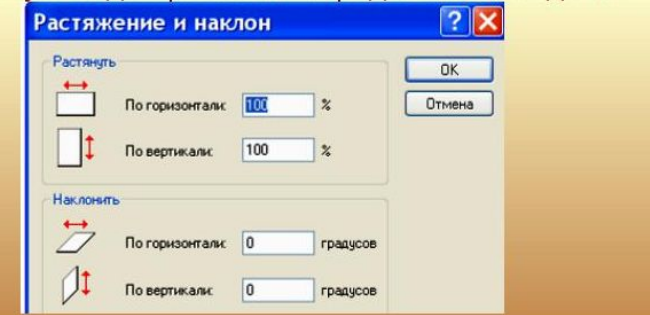 Растяжение и наклон
Растянуть
OK
По горизонтали: 100 %
Отмена
По вертикали: 100 %
Наклонить
По горизонтали: 0 градусов
По вертикали: 0 градусов